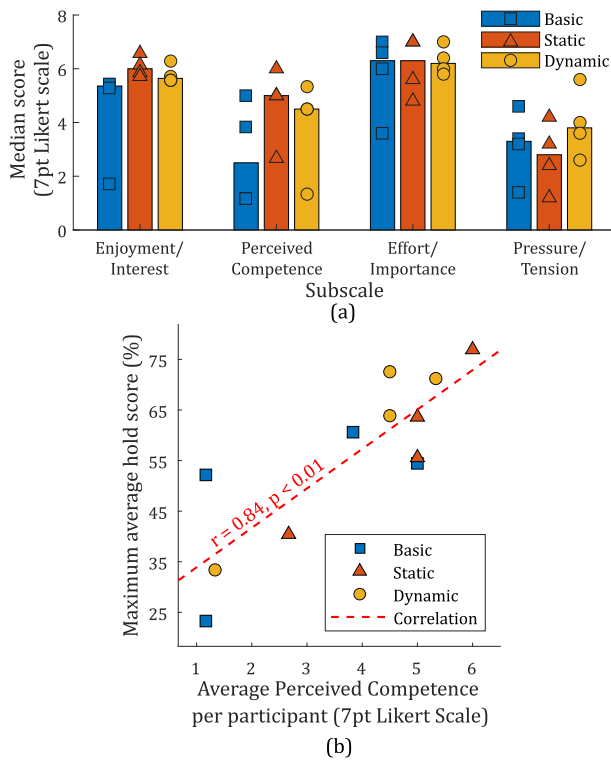 8
6
4
2
0
Median score
(7pt Likert scale)
Basic
Static
Dynamic
Enjoyment/
Interest
Perceived
Competence
Effort/
Importance
Pressure/
Tension
Subscale
(a)
75
65
55
45
35
25
Maximum average hold score (%)
r = 0.84, p < 0.01
Basic
Static
Dynamic
Correlation
1 2 3 4 5 6
Average Perceived Competence
per participant (7pt Likert Scale)
(b)